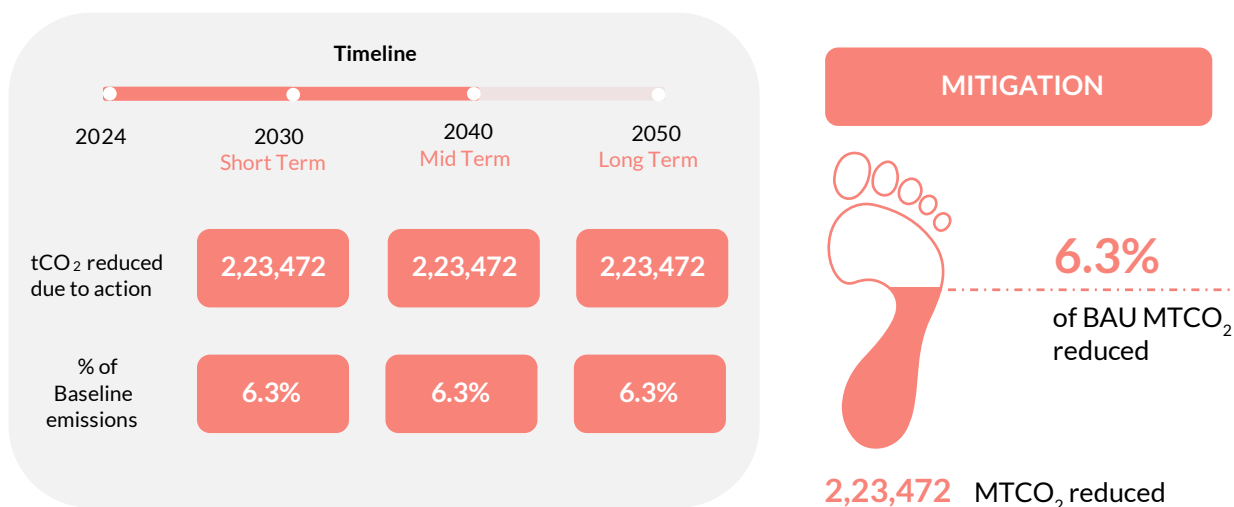 Timeline
2024
2030
Short Term
2040
Mid Term
2050
Long Term
tCO₂ reduced
due to action
2,23,472
2,23,472
2,23,472
% of
Baseline
emissions
6.3%
6.3%
6.3%
MITIGATION
6.3%
of BAU MTCO₂
reduced
2,23,472 MTCO₂ reduced